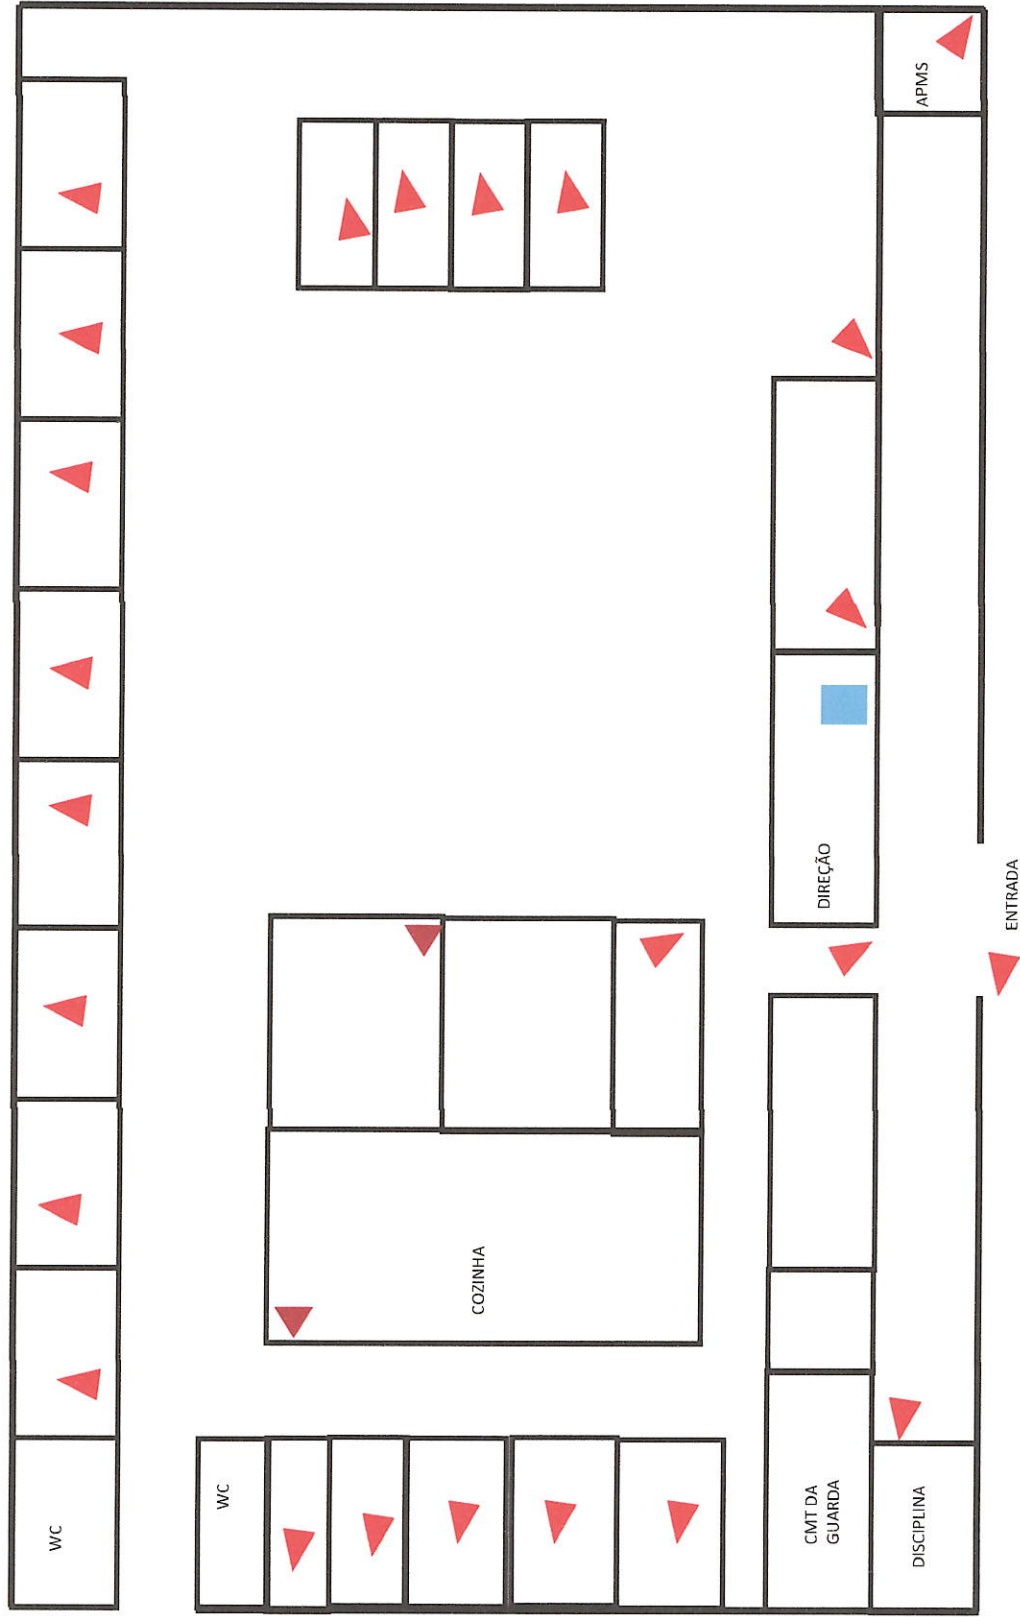 WC
WC
COZINHA
CMT DA
GUARDA
DISCIPLINA
DIREÇÃO
ENTRADA
APMS